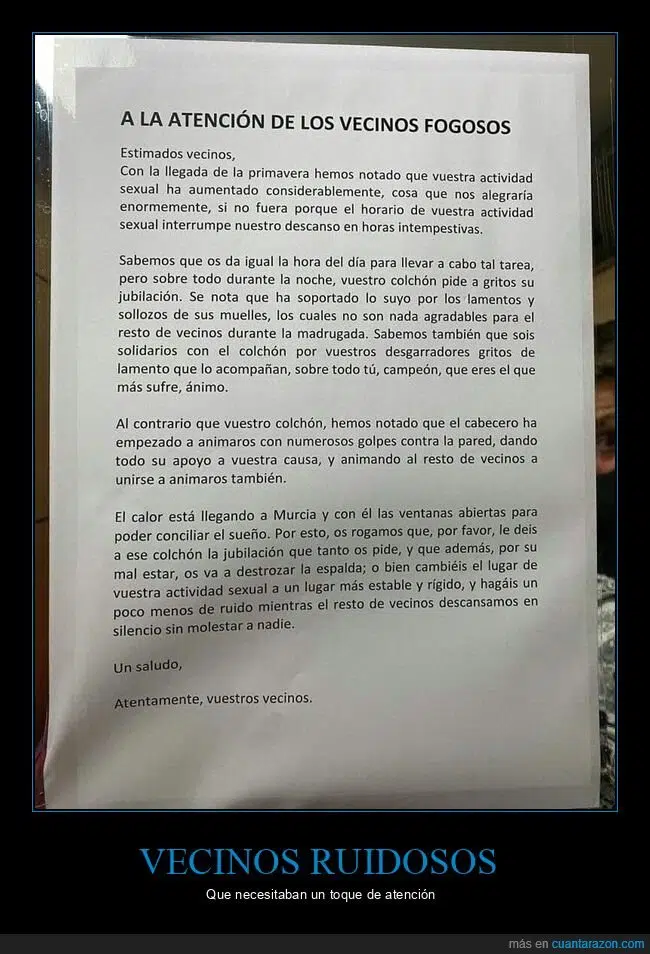 A LA ATENCIÓN DE LOS VECINOS FOGOSOS
Estimados vecinos,
Con la llegada de la primavera hemos notado que vuestra actividad
sexual ha aumentado considerablemente, cosa que nos alegraría
enormemente, si no fuera porque el horario de vuestra actividad
sexual interrumpe nuestro descanso en horas intempestivas.
Sabemos que os da igual la hora del día para llevar a cabo tal tarea,
pero sobre todo durante la noche, vuestro colchón pide a gritos su
jubilación. Se nota que ha soportado lo suyo por los lamentos y
sollozos de sus muelles, los cuales no son nada agradables para el
resto de vecinos durante la madrugada. Sabemos también que sois
solidarios con el colchón por vuestros desgarradores gritos de
lamento que lo acompañan, sobre todo tú, campeón, que eres el que
más sufre, ánimo.
Al contrario que vuestro colchón, hemos notado que el cabecero ha
empezado a animaros con numerosos golpes contra la pared, dando
todo su apoyo a vuestra causa, y animando al resto de vecinos a
unirse a animaros también.
El calor está llegando a Murcia y con él las ventanas abiertas para
poder conciliar el sueño. Por esto, os rogamos que, por favor, le deis
a ese colchón la jubilación que tanto os pide, y que además, por su
mal estar, os va a destrozar la espalda; o bien cambiéis el lugar de
vuestra actividad sexual a un lugar más estable y rígido, y hagáis un
poco menos de ruido mientras el resto de vecinos descansamos en
silencio sin molestar a nadie.
Un saludo,
Atentamente, vuestros vecinos.
VECINOS RUIDOSOS
Que necesitaban un toque de atención
más en cuantarazon.com